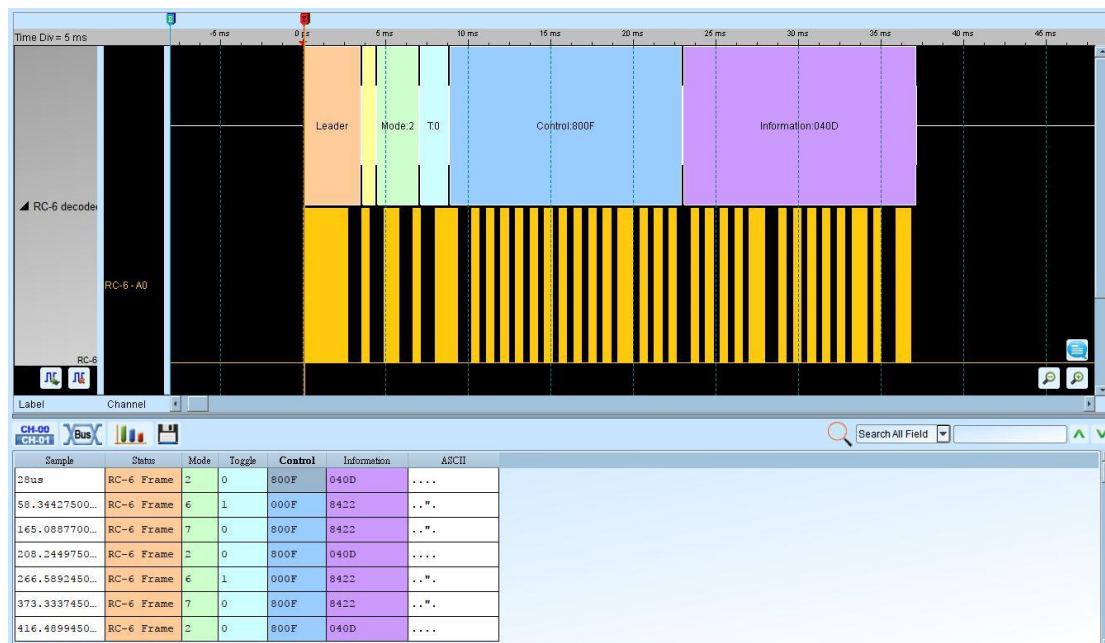 Time Div = 5 ms
-5 ms 0 ps 5 ms 10 ms 15 ms 20 ms 25 ms 30 ms 35 ms 40 ms 45 ms
Leader Mode:2 T:0 Control:800F Information:040D
RC-6 decoded
RC-6 - A0
RC-6
Label Channel
CH-00
CH-01 Bus Search All Field
Sample Status Mode Toggle Control Information ASCII
28us RC-6 Frame 2 0 800F 040D ....
58.34427500... RC-6 Frame 6 1 000F 8422 ..".
165.0887700... RC-6 Frame 7 0 800F 8422 ..".
208.2449750... RC-6 Frame 2 0 800F 040D ....
266.5892450... RC-6 Frame 6 1 000F 8422 ..".
373.3337450... RC-6 Frame 7 0 800F 8422 ..".
416.4899450... RC-6 Frame 2 0 800F 040D ....